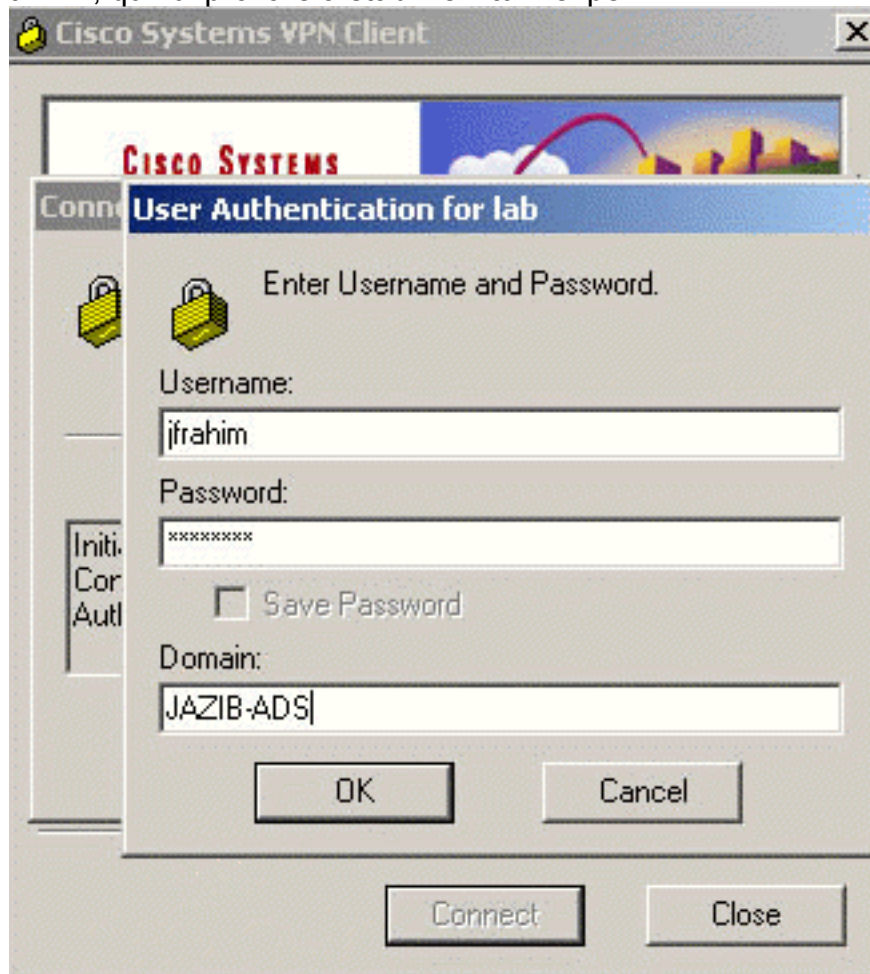 Cisco Systems VPN Client
CISCO SYSTEMS
User Authentication for lab
Enter Username and Password.
Username:
jfrahim
Password:
********
Save Password
Domain:
JAZIB-ADS
OK
Cancel
Connect
Close